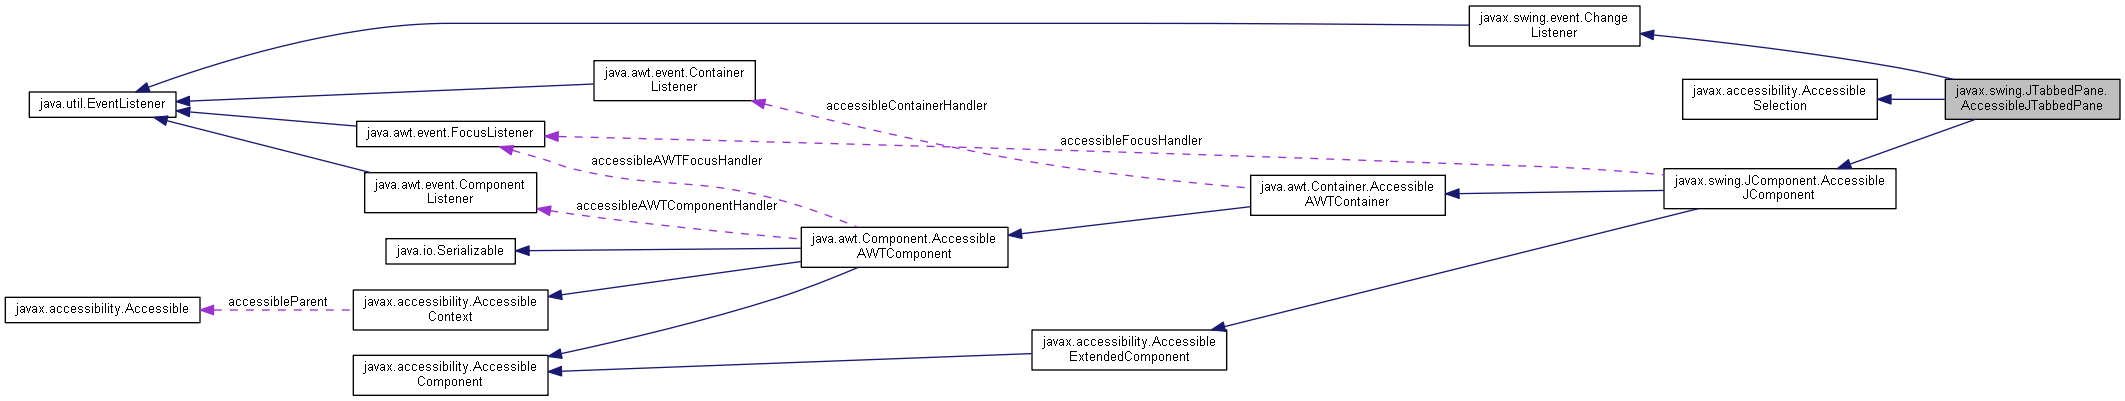 javax.swing.event.Change
Listener
java.awt.event.Container
Listener
javax.accessibility.Accessible
Selection
javax.swing.JTabbedPane.
AccessibleJTabbedPane
java.util.EventListener
accessibleContainerHandler
java.awt.event.FocusListener
accessibleFocusHandler
accessibleAWTFocusHandler
java.awt.event.Component
Listener
java.awt.Container.Accessible
AWTContainer
javax.swing.JComponent.Accessible
JComponent
accessibleAWTComponentHandler
java.awt.Component.Accessible
AWTComponent
java.io.Serializable
javax.accessibility.Accessible
accessibleParent
javax.accessibility.Accessible
Context
javax.accessibility.Accessible
ExtendedComponent
javax.accessibility.Accessible
Component